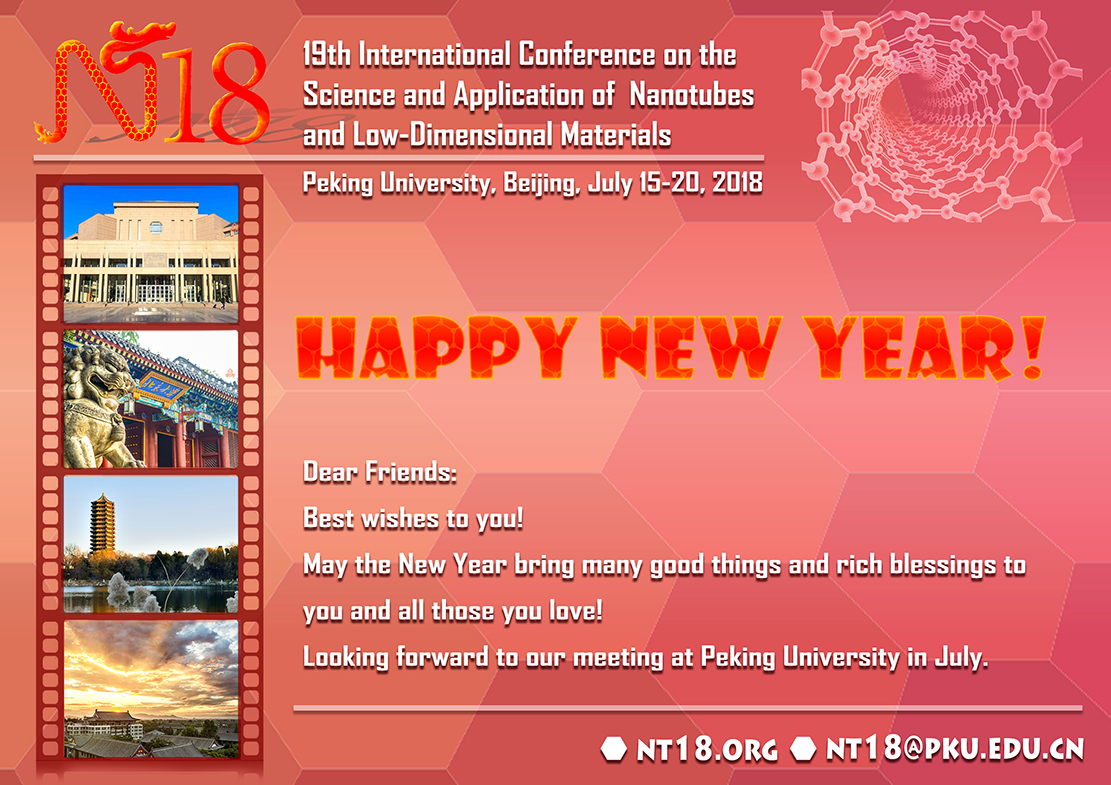 NT18
19th International Conference on the
Science and Application of Nanotubes
and Low-Dimensional Materials
Peking University, Beijing, July 15-20, 2018
HAPPY NEW YEAR!
Dear Friends:
Best wishes to you!
May the New Year bring many good things and rich blessings to
you and all those you love!
Looking forward to our meeting at Peking University in July.
NT18.ORG NT18@PKU.EDU.CN